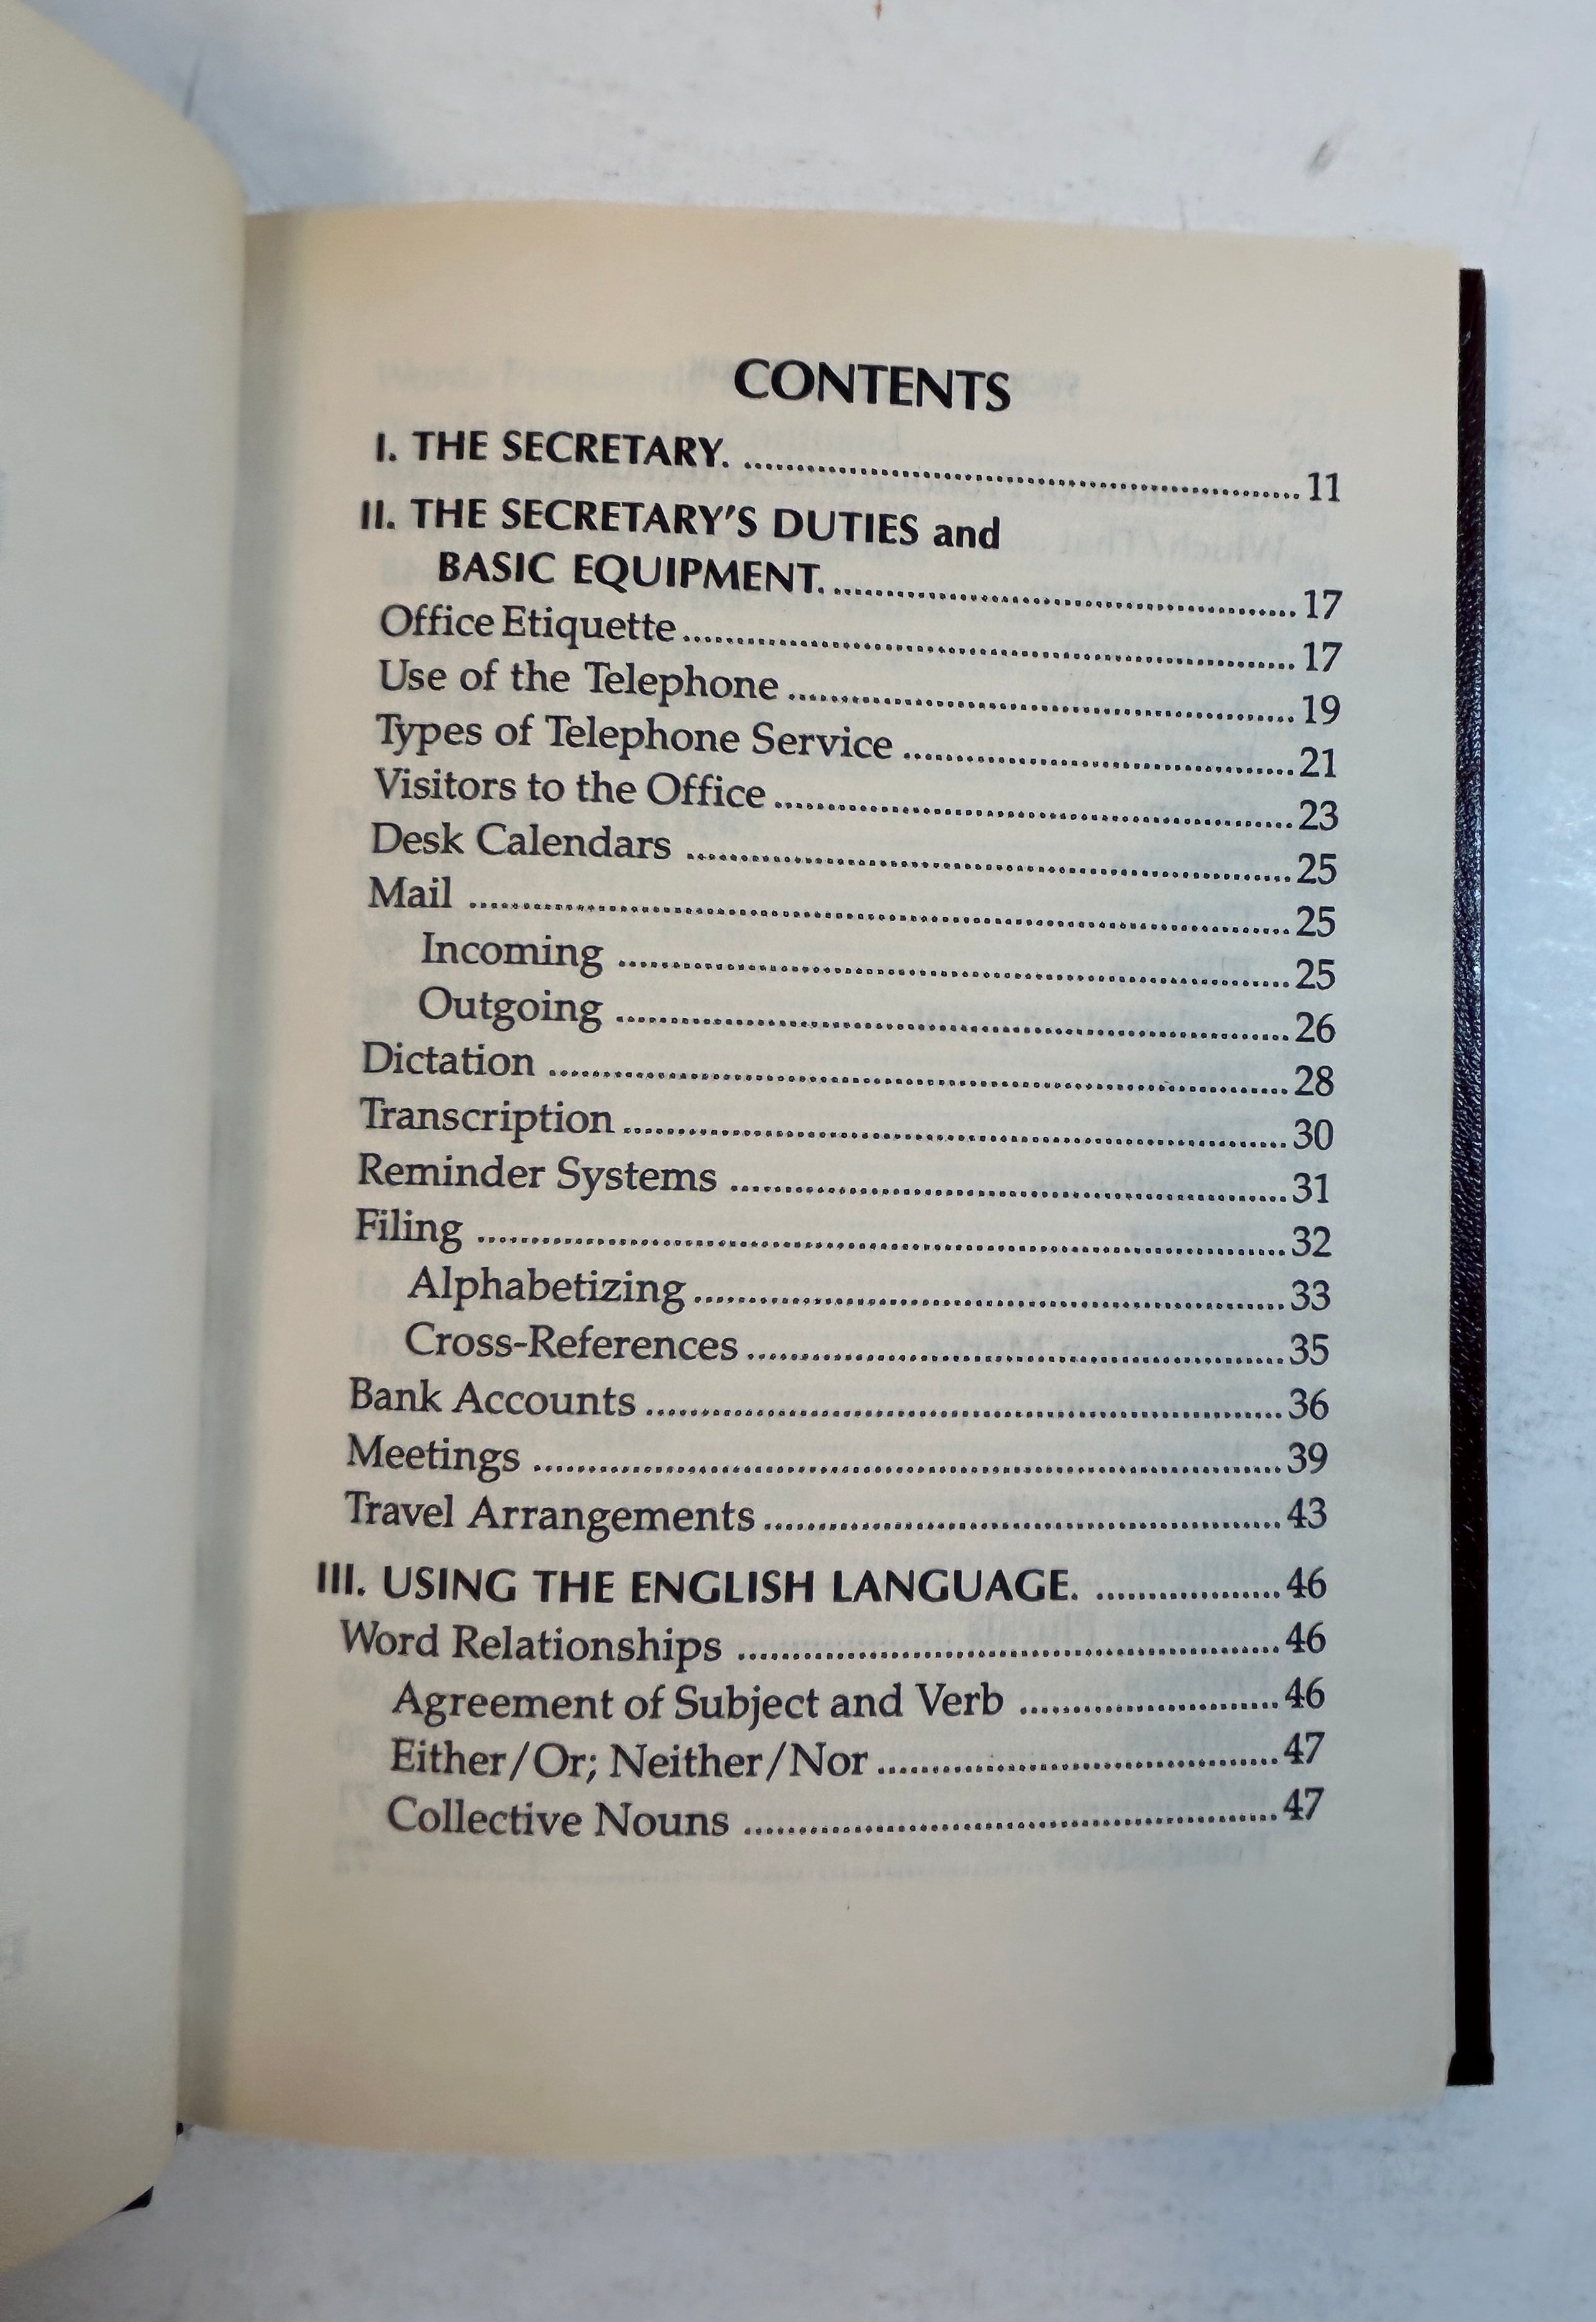 CONTENTS
I. THE SECRETARY. ........................ 11
II. THE SECRETARY'S DUTIES and
BASIC EQUIPMENT. ........................ 17
Office Etiquette ........................ 17
Use of the Telephone ........................ 19
Types of Telephone Service ........................ 21
Visitors to the Office ........................ 23
Desk Calendars ........................ 25
Mail ........................ 25
Incoming ........................ 25
Outgoing ........................ 26
Dictation ........................ 28
Transcription ........................ 30
Reminder Systems ........................ 31
Filing ........................ 32
Alphabetizing ........................ 33
Cross-References ........................ 35
Bank Accounts ........................ 36
Meetings ........................ 39
Travel Arrangements ........................ 43
III. USING THE ENGLISH LANGUAGE. ........................ 46
Word Relationships ........................ 46
Agreement of Subject and Verb ........................ 46
Either/Or; Neither/Nor ........................ 47
Collective Nouns ........................ 47